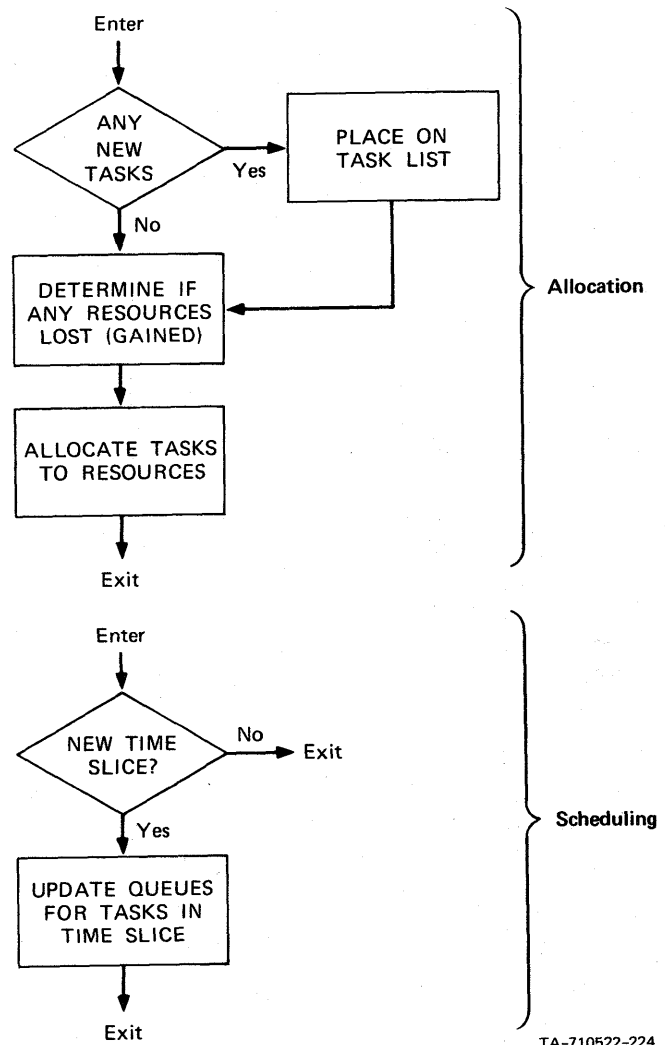 Enter
ANY
NEW
TASKS
Yes
PLACE ON
TASK LIST
No
DETERMINE IF
ANY RESOURCES
LOST (GAINED)
Allocation
ALLOCATE TASKS
TO RESOURCES
Exit
Enter
NEW TIME
SLICE?
No
Exit
Yes
Scheduling
UPDATE QUEUES
FOR TASKS IN
TIME SLICE
Exit
TA-710522-224